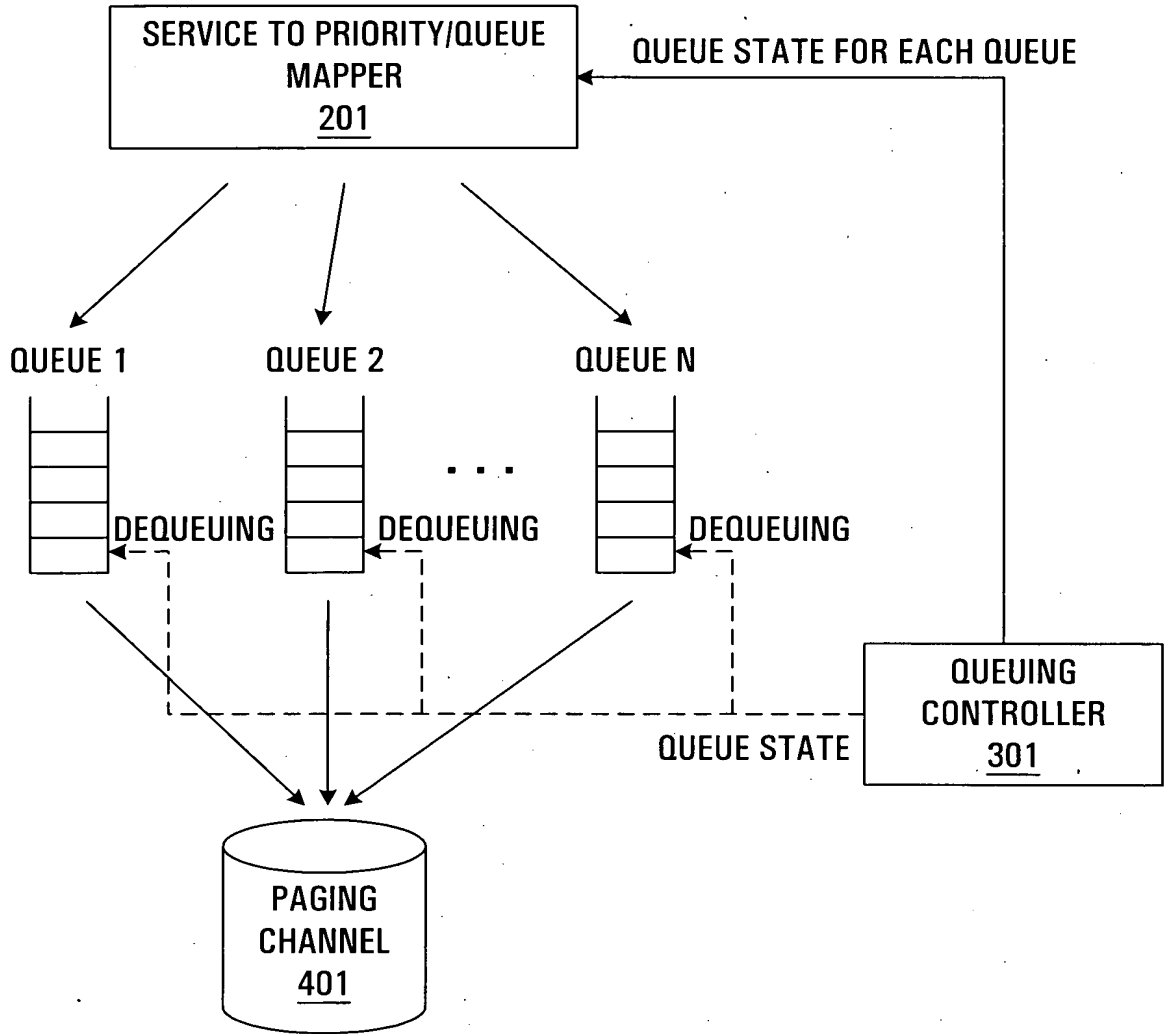 SERVICE TO PRIORITY/QUEUE
MAPPER
201
QUEUE STATE FOR EACH QUEUE
QUEUE 1
QUEUE 2
QUEUE N
. . .
DEQUEUING
DEQUEUING
DEQUEUING
QUEUING
CONTROLLER
301
QUEUE STATE
PAGING
CHANNEL
401